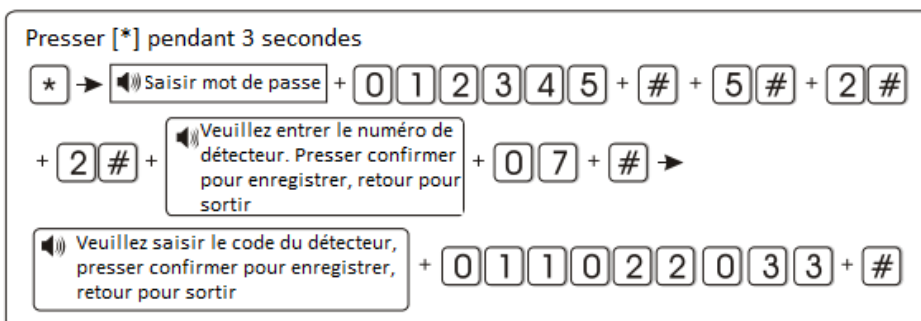 Presser [*] pendant 3 secondes
* → Saisir mot de passe + 0 1 2 3 4 5 + # + 5 # + 2 #
+ 2 # + Veuillez entrer le numéro de
détecteur. Presser confirmer + 0 7 + # →
pour enregistrer, retour pour
sortir
Veuillez saisir le code du détecteur,
presser confirmer pour enregistrer, + 0 1 1 0 2 2 0 3 3 + #
retour pour sortir